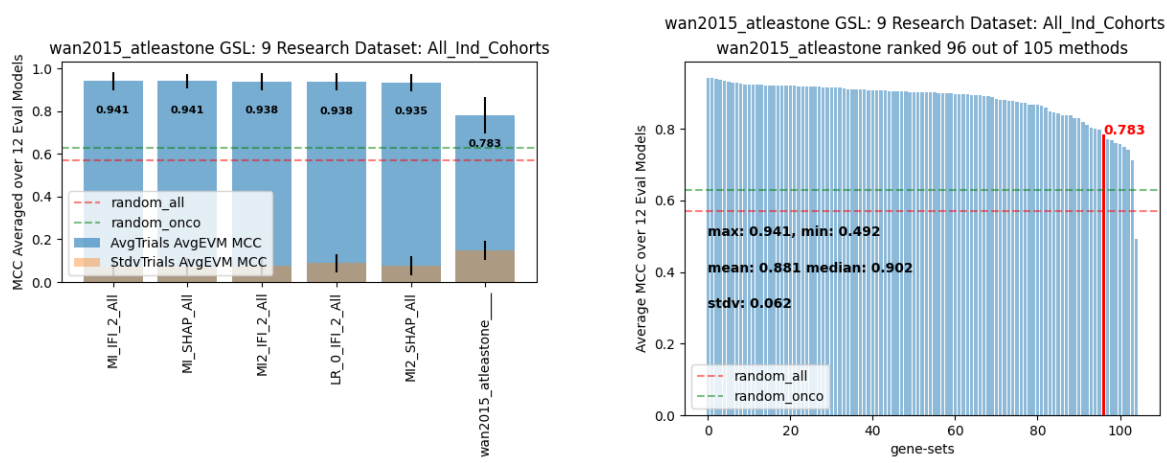 wan2015_atleastone GSL: 9 Research Dataset: All_Ind_Cohorts
MCC Averaged over 12 Eval Models
1.0
0.8
0.6
0.4
0.2
0.0
0.941
0.941
0.938
0.938
0.935
0.783
random_all
random_onco
AvgTrials AvgEVM MCC
StdvTrials AvgEVM MCC
MI_IFI_2_All
MI_SHAP_All
MI2_IFI_2_All
LR_0_IFI_2_All
MI2_SHAP_All
wan2015_atleastone___
wan2015_atleastone GSL: 9 Research Dataset: All_Ind_Cohorts
wan2015_atleastone ranked 96 out of 105 methods
Average MCC over 12 Eval Models
0.8
0.6
0.4
0.2
0.0
0.783
max: 0.941, min: 0.492
mean: 0.881 median: 0.902
stdv: 0.062
random_all
random_onco
0
20
40
60
80
100
gene-sets